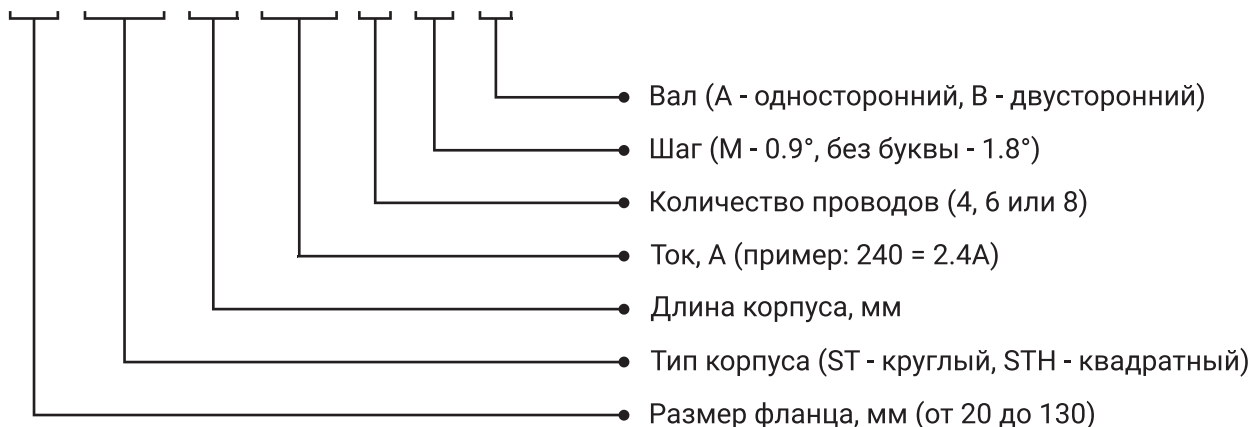 Вал (A - односторонний, B - двусторонний)
Шаг (M - 0.9°, без буквы - 1.8°)
Количество проводов (4, 6 или 8)
Ток, А (пример: 240 = 2.4А)
Длина корпуса, мм
Тип корпуса (ST - круглый, STH - квадратный)
Размер фланца, мм (от 20 до 130)